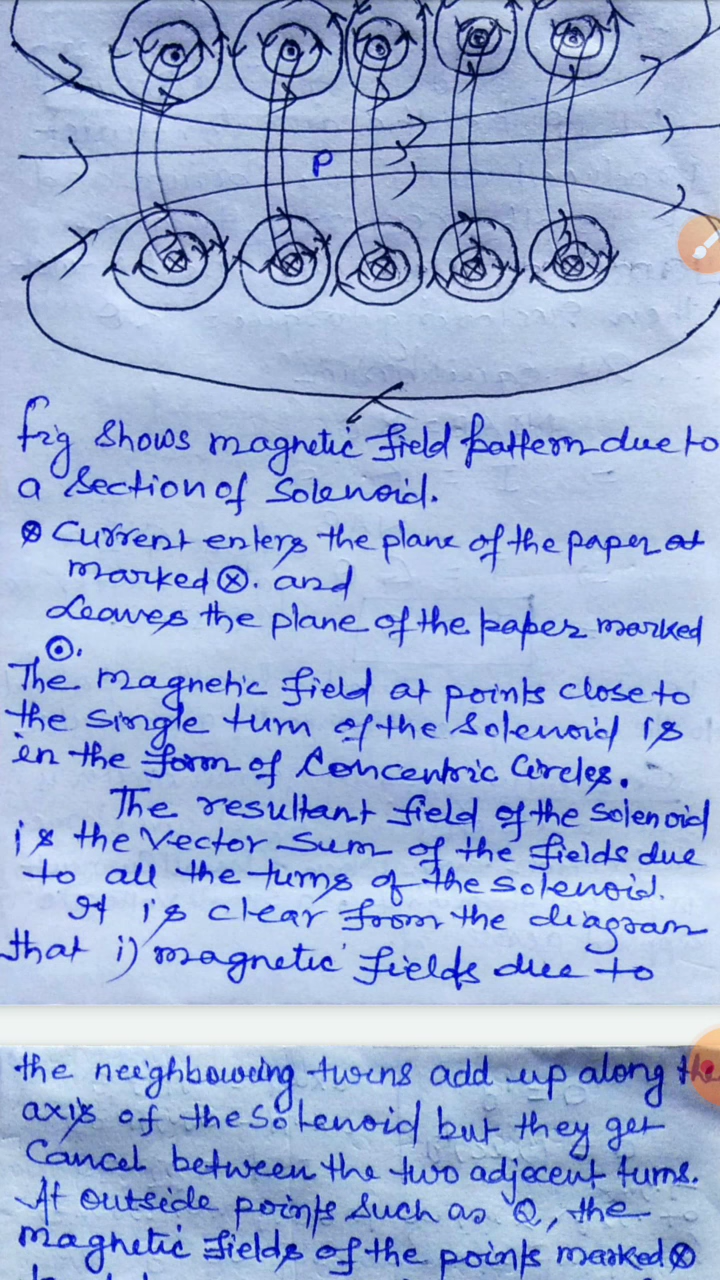 P
fig shows magnetic field pattern due to
a section of Solenoid.
⊗ Current enters the plane of the paper at
marked ⊗. and
Leaves the plane of the paper marked
⊙.
The magnetic field at points close to
the single turn of the solenoid is
in the form of Concentric Circles.
The resultant field of the solenoid
is the vector sum of the fields due
to all the turns of the solenoid.
It is clear from the diagram
that i) magnetic fields due to
the neighbouring turns add up along the
axis of the Solenoid but they get
Cancel between the two adjecent turns.
At outside points such as Q, the
magnetic fields of the points marked ⊗